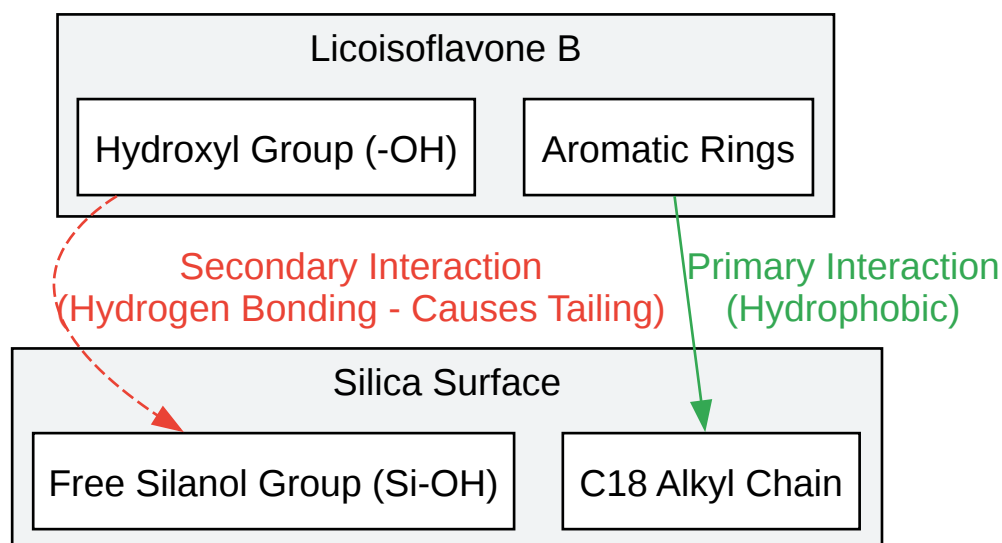 Licoisoflavone B
Hydroxyl Group (-OH)
Aromatic Rings
Secondary Interaction
(Hydrogen Bonding - Causes Tailing)
Primary Interaction
(Hydrophobic)
Silica Surface
Free Silanol Group (Si-OH)
C18 Alkyl Chain